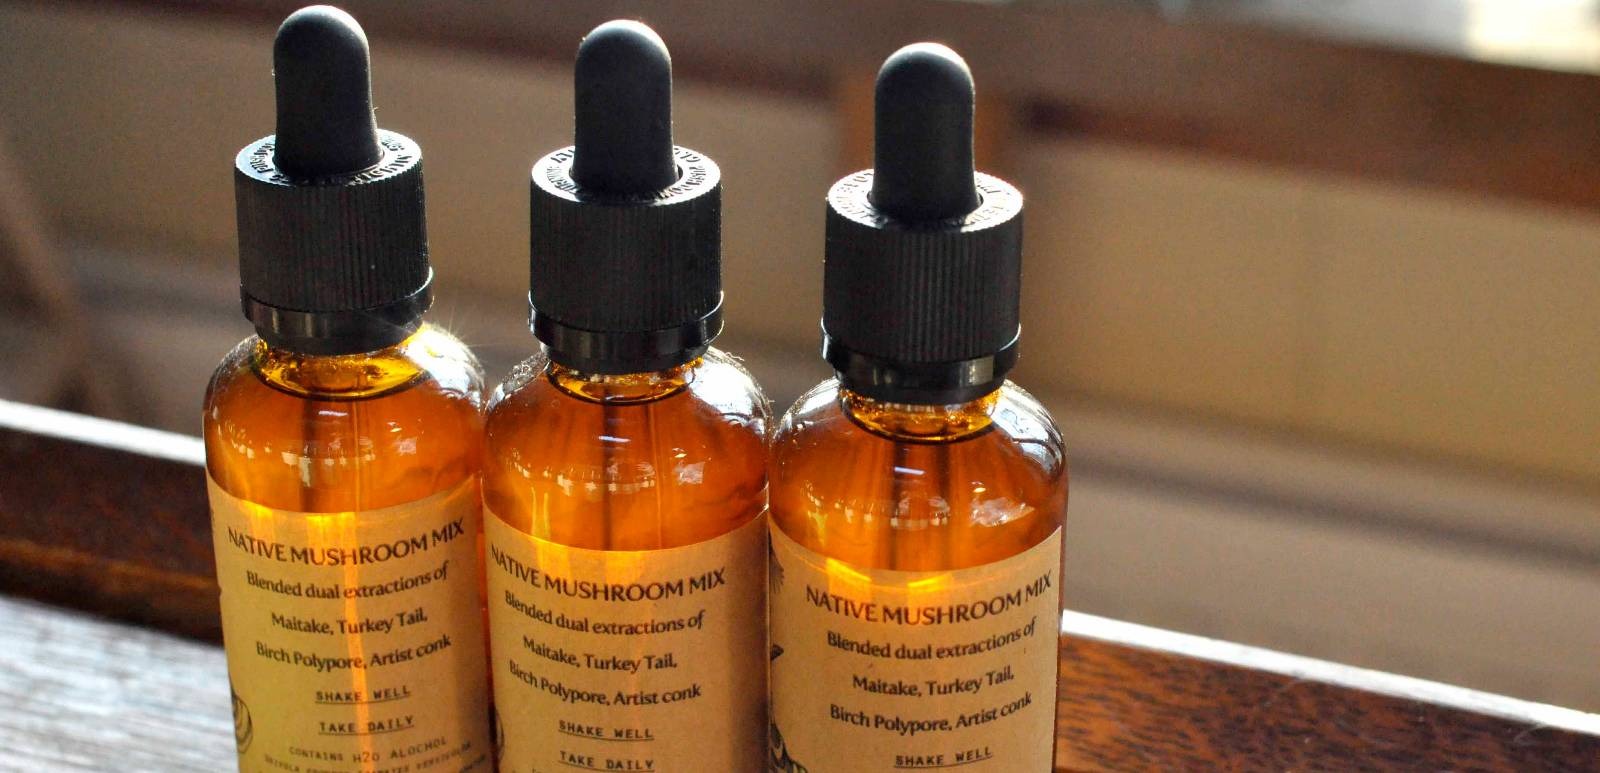 NATIVE MUSHROOM MIX
Blended dual extractions of
Maitake, Turkey Tail,
Birch Polypore, Artist conk
SHAKE WELL
TAKE DAILY
CONTAINS H2O ALOCHOL
NATIVE MUSHROOM MIX
Blended dual extractions of
Maitake, Turkey Tail,
Birch Polypore, Artist conk
SHAKE WELL
TAKE DAILY
NATIVE MUSHROOM MIX
Blended dual extractions of
Maitake, Turkey Tail,
Birch Polypore, Artist conk
SHAKE WELL